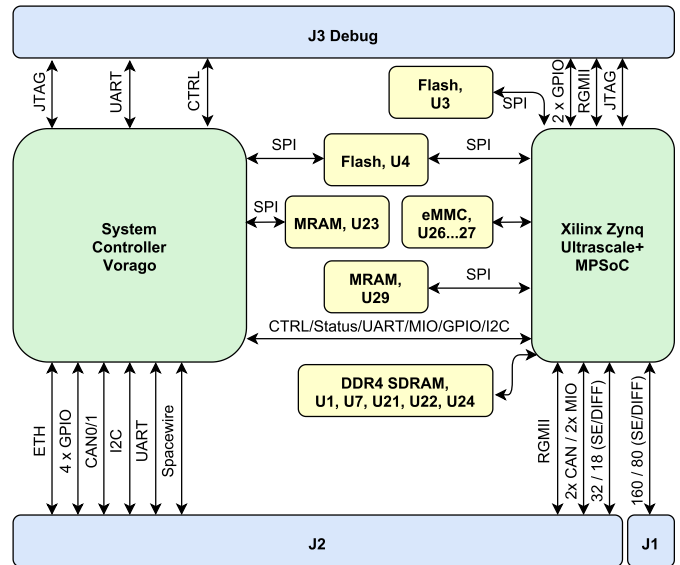 J3 Debug
JTAG
UART
CTRL
2 x GPIO
RGMII
JTAG
Flash,
U3
SPI
SPI
Flash, U4
SPI
SPI
MRAM, U23
eMMC,
U26...27
System
Controller
Vorago
Xilinx Zynq
Ultrascale+
MPSoC
MRAM,
U29
SPI
CTRL/Status/UART/MIO/GPIO/I2C
DDR4 SDRAM,
U1, U7, U21, U22, U24
ETH
4 x GPIO
CAN0/1
I2C
UART
Spacewire
RGMII
2x CAN / 2x MIO
32 / 18 (SE/DIFF)
160 / 80 (SE/DIFF)
J2
J1